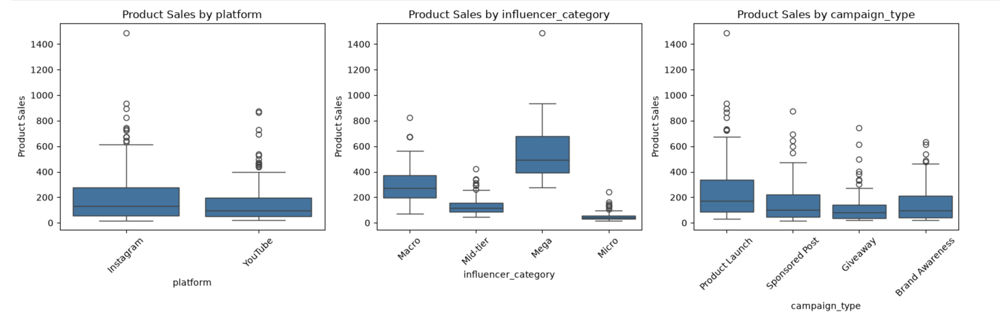 Product Sales by platform
Product Sales
1400
1200
1000
800
600
400
200
0
Instagram
YouTube
platform
Product Sales by influencer_category
Product Sales
1400
1200
1000
800
600
400
200
0
Macro
Mid-tier
Mega
Micro
influencer_category
Product Sales by campaign_type
Product Sales
1400
1200
1000
800
600
400
200
0
Product Launch
Sponsored Post
Giveaway
Brand Awareness
campaign_type